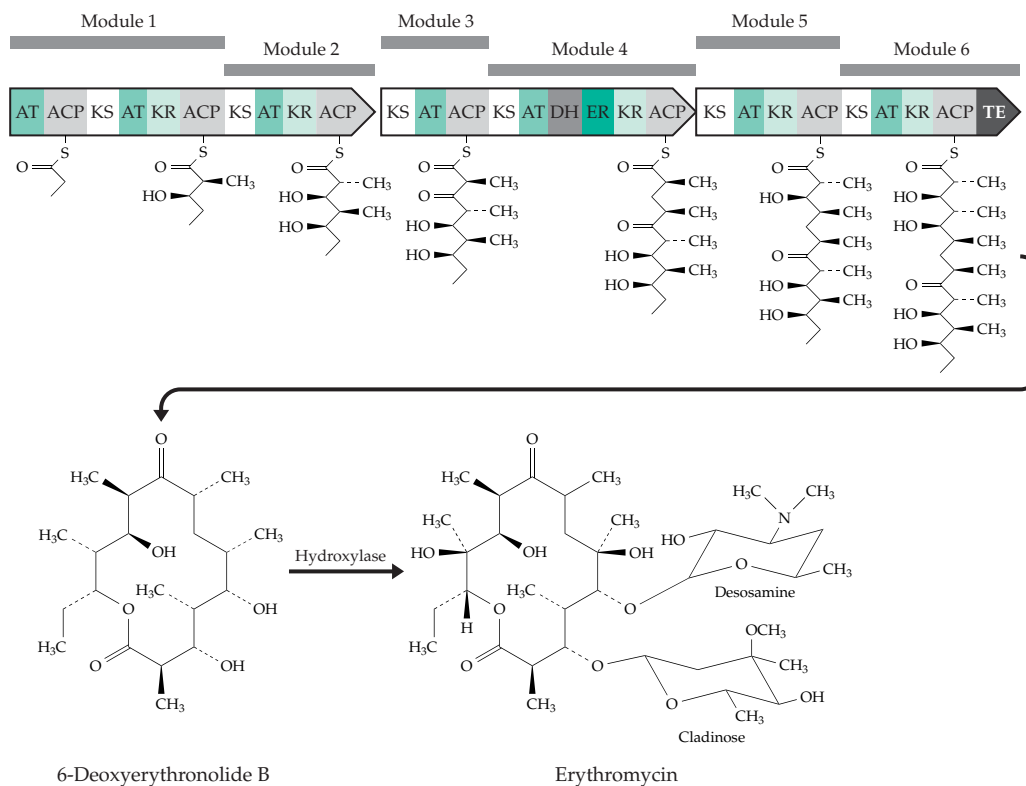 Module 1
Module 3
Module 5
Module 2
Module 4
Module 6
AT ACP KS AT KR ACP KS AT KR ACP
KS AT ACP KS AT DH ER KR ACP
KS AT KR ACP KS AT KR ACP TE
S
O
S
O
CH3
HO
S
O
CH3
HO
CH3
HO
S
O
CH3
O
CH3
HO
CH3
HO
S
O
CH3
CH3
O
CH3
HO
CH3
HO
S
O
CH3
HO
CH3
CH3
O
CH3
HO
CH3
HO
S
O
CH3
HO
CH3
HO
CH3
CH3
O
CH3
HO
CH3
HO
O
H3C
CH3
H3C
OH
CH3
O
H3C
OH
H3C
O
OH
CH3
Hydroxylase
O
H3C
CH3
H3C
HO
OH
CH3
OH
O
H3C
O
H3C
H
O
O
CH3
H3C
CH3
N
HO
O
CH3
Desosamine
OCH3
CH3
OH
O
CH3
Cladinose
6-Deoxyerythronolide B
Erythromycin